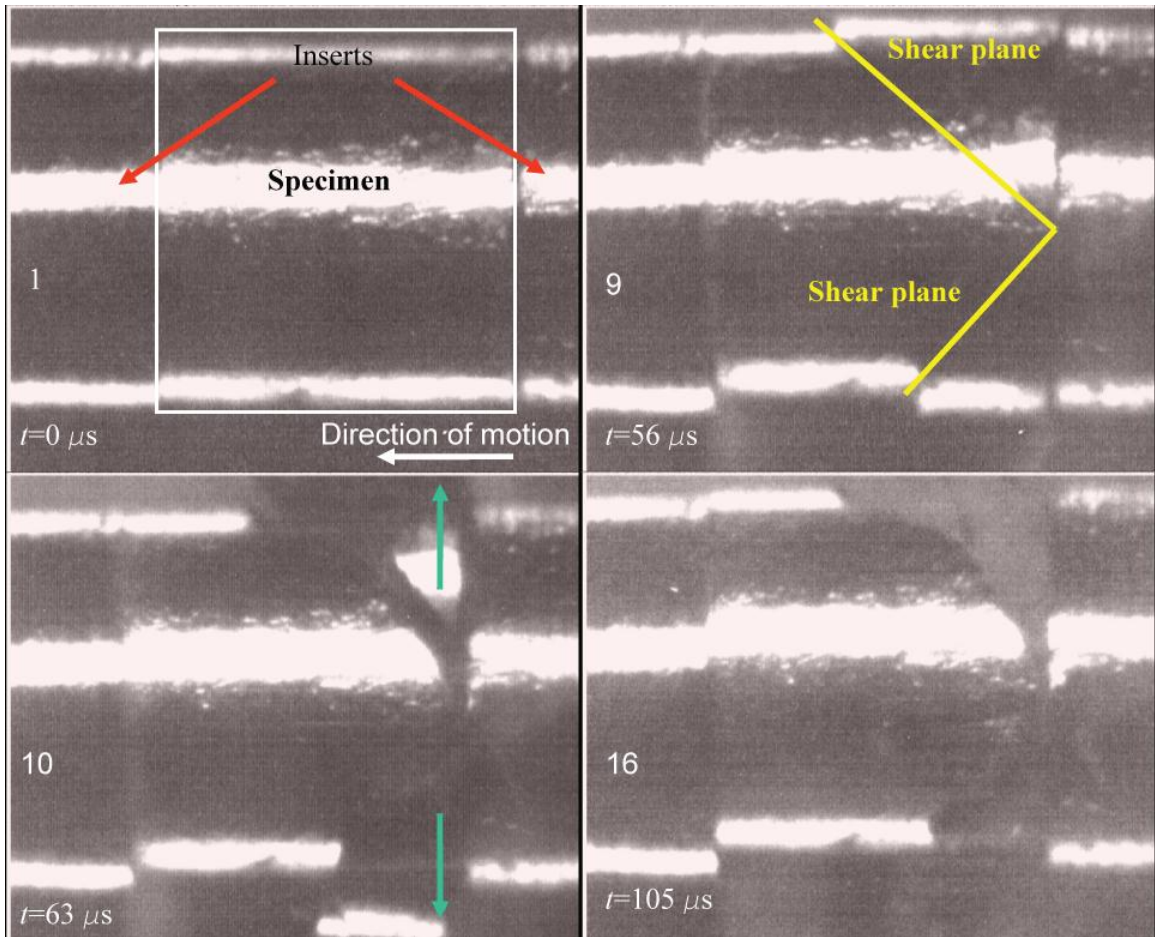 Inserts
Specimen
1
Direction of motion
t=0 μs
Shear plane
Shear plane
9
t=56 μs
10
t=63 μs
16
t=105 μs